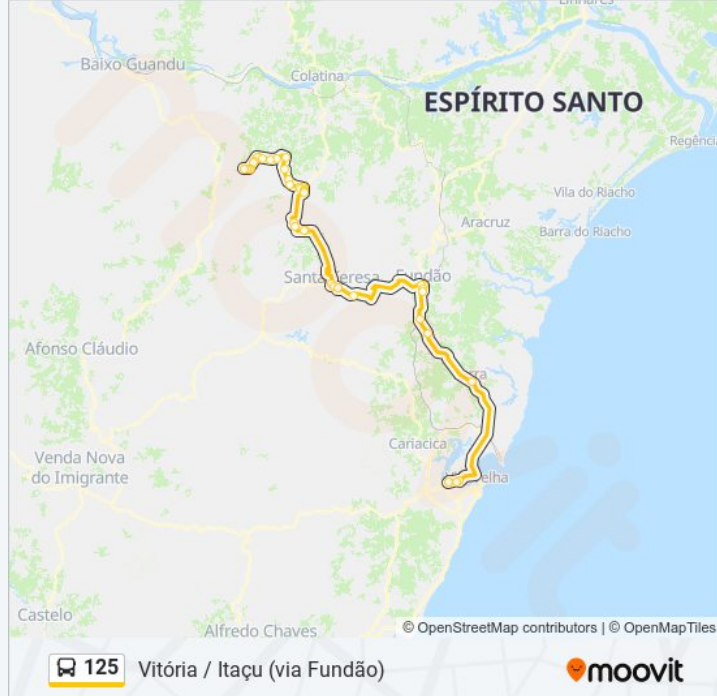 Linhares
Baixo Guandu
Colatina
ESPÍRITO SANTO
Regência
Vila do Riacho
Aracruz
Barra do Riacho
Santa Teresa
Fundão
Afonso Cláudio
Cariacica
Venda Nova
do Imigrante
Castelo
Alfredo Chaves
© OpenStreetMap contributors | © OpenMapTiles
125 Vitória / Itaçu (via Fundão)
moovit